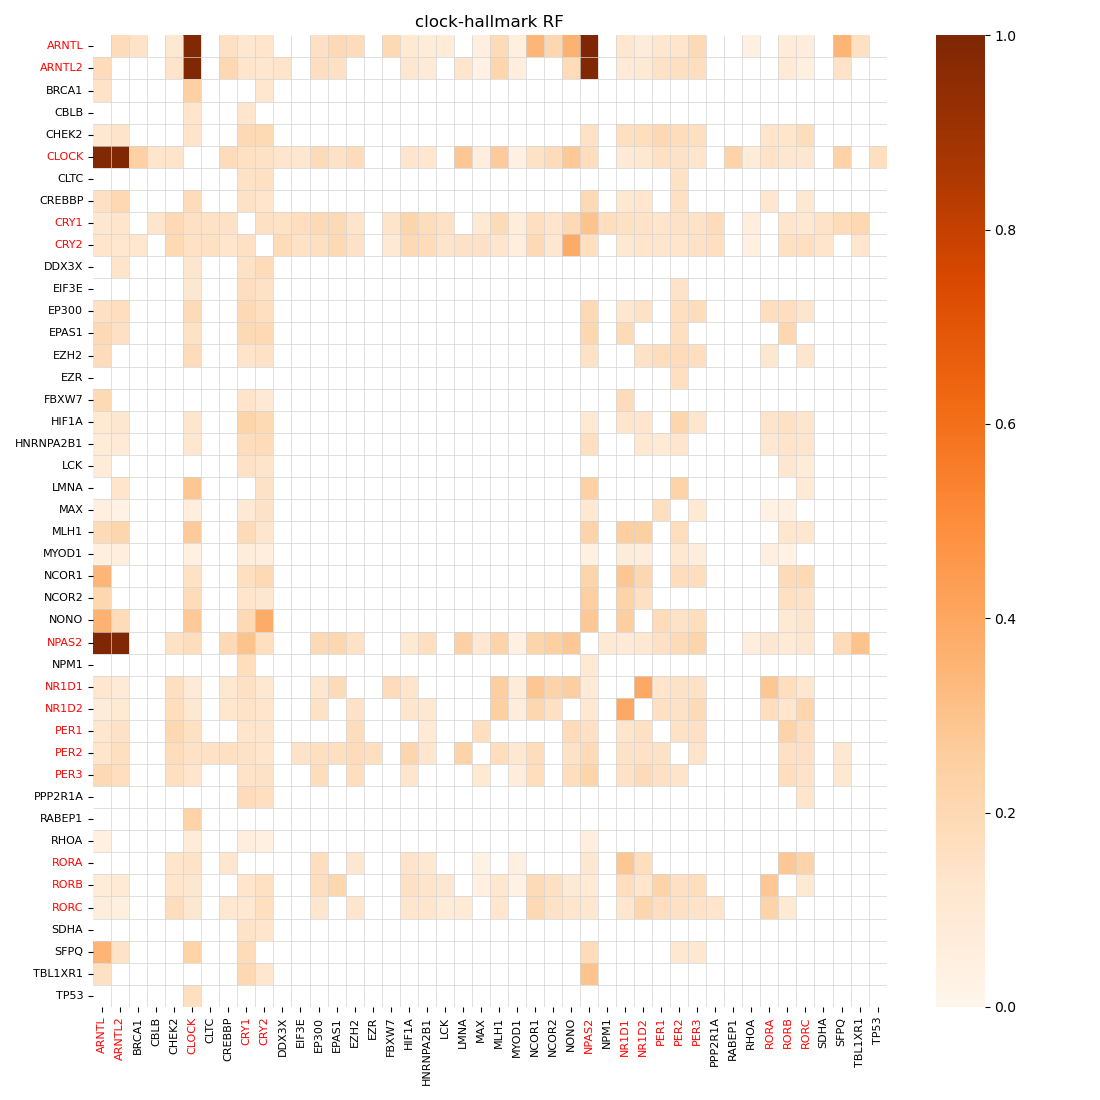 clock-hallmark RF
ARNTL
ARNTL2
BRCA1
CBLB
CHEK2
CLOCK
CLTC
CREBBP
CRY1
CRY2
DDX3X
EIF3E
EP300
EPAS1
EZH2
EZR
FBXW7
HIF1A
HNRNPA2B1
LCK
LMNA
MAX
MLH1
MYOD1
NCOR1
NCOR2
NONO
NPAS2
NPM1
NR1D1
NR1D2
PER1
PER2
PER3
PPP2R1A
RABEP1
RHOA
RORA
RORB
RORC
SDHA
SFPQ
TBL1XR1
TP53
ARNTL
ARNTL2
BRCA1
CBLB
CHEK2
CLOCK
CLTC
CREBBP
CRY1
CRY2
DDX3X
EIF3E
EP300
EPAS1
EZH2
EZR
FBXW7
HIF1A
HNRNPA2B1
LCK
LMNA
MAX
MLH1
MYOD1
NCOR1
NCOR2
NONO
NPAS2
NPM1
NR1D1
NR1D2
PER1
PER2
PER3
PPP2R1A
RABEP1
RHOA
RORA
RORB
RORC
SDHA
SFPQ
TBL1XR1
TP53
1.0
0.8
0.6
0.4
0.2
0.0